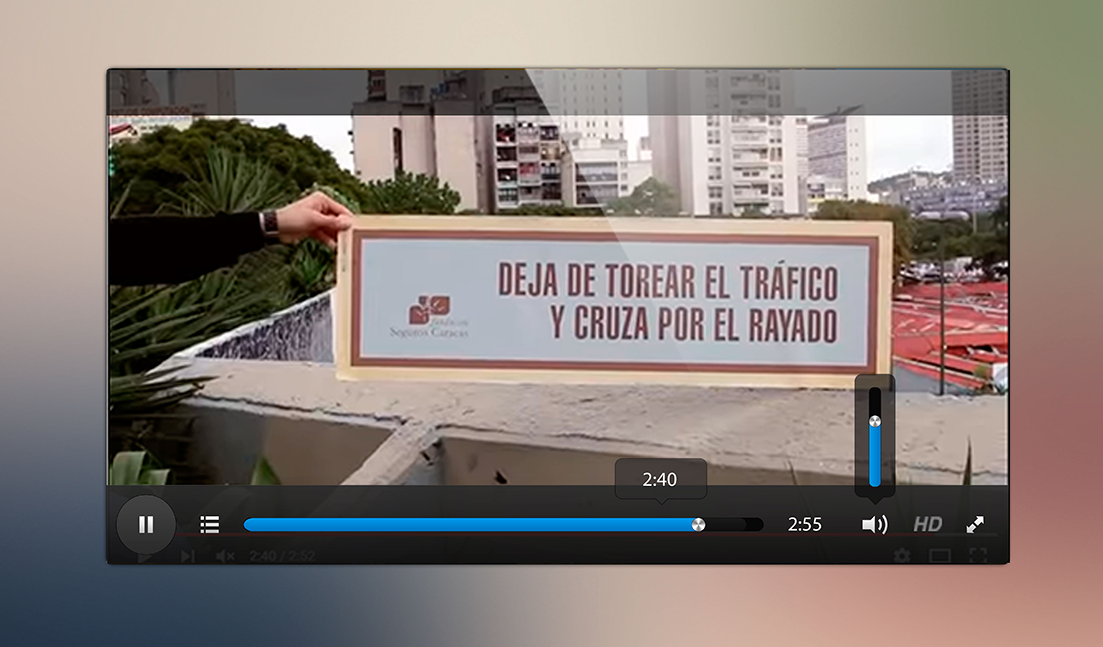 DEJA DE TOREAR EL TRÁFICO
Y CRUZA POR EL RAYADO
fundación
Seguros Caracas
2:40
2:55
HD
2:40 / 2:52